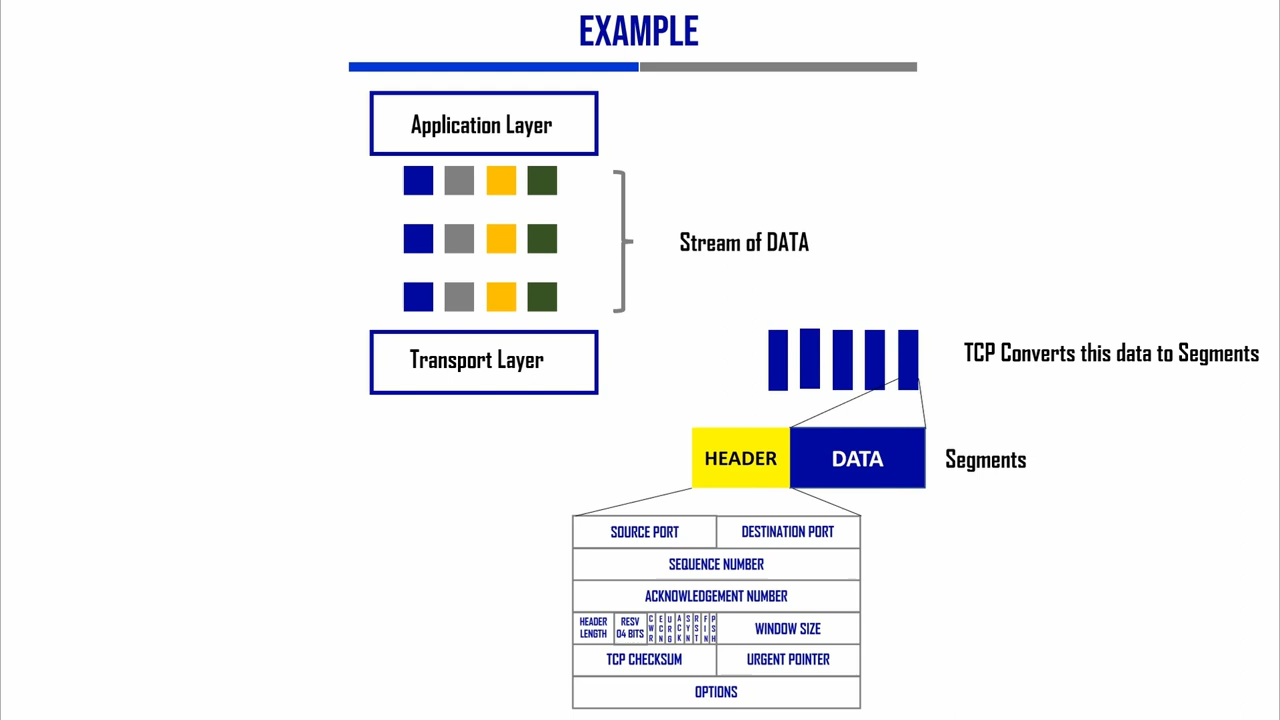 EXAMPLE
Application Layer
Stream of DATA
Transport Layer
TCP Converts this data to Segments
HEADER
DATA
Segments
SOURCE PORT
DESTINATION PORT
SEQUENCE NUMBER
ACKNOWLEDGEMENT NUMBER
HEADER
LENGTH
RESV
04 BITS
CWR
ECN
URG
ACK
SYN
RST
FIN
PSH
WINDOW SIZE
TCP CHECKSUM
URGENT POINTER
OPTIONS